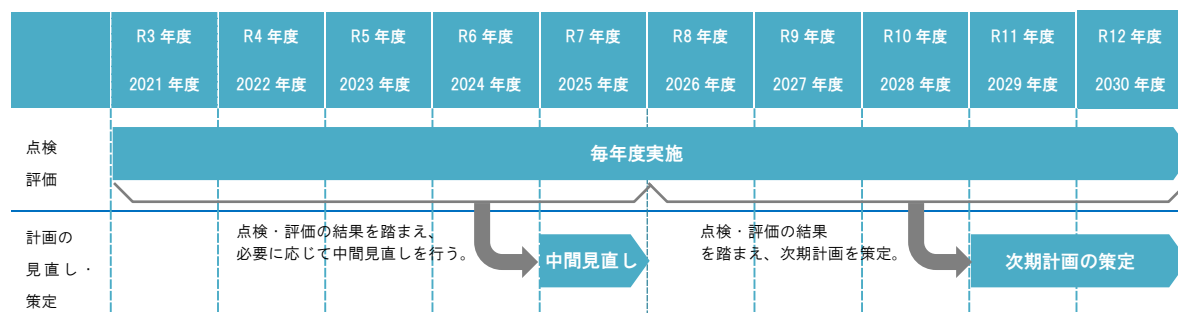 R3 年度 R4 年度 R5 年度 R6 年度 R7 年度 R8 年度 R9 年度 R10 年度 R11 年度 R12 年度
2021 年度 2022 年度 2023 年度 2024 年度 2025 年度 2026 年度 2027 年度 2028 年度 2029 年度 2030 年度
点検
評価
毎年度実施
計画の
見直し・
策定
点検・評価の結果を踏まえ、
必要に応じて中間見直しを行う。
中間見直し
点検・評価の結果
を踏まえ、次期計画を策定。
次期計画の策定